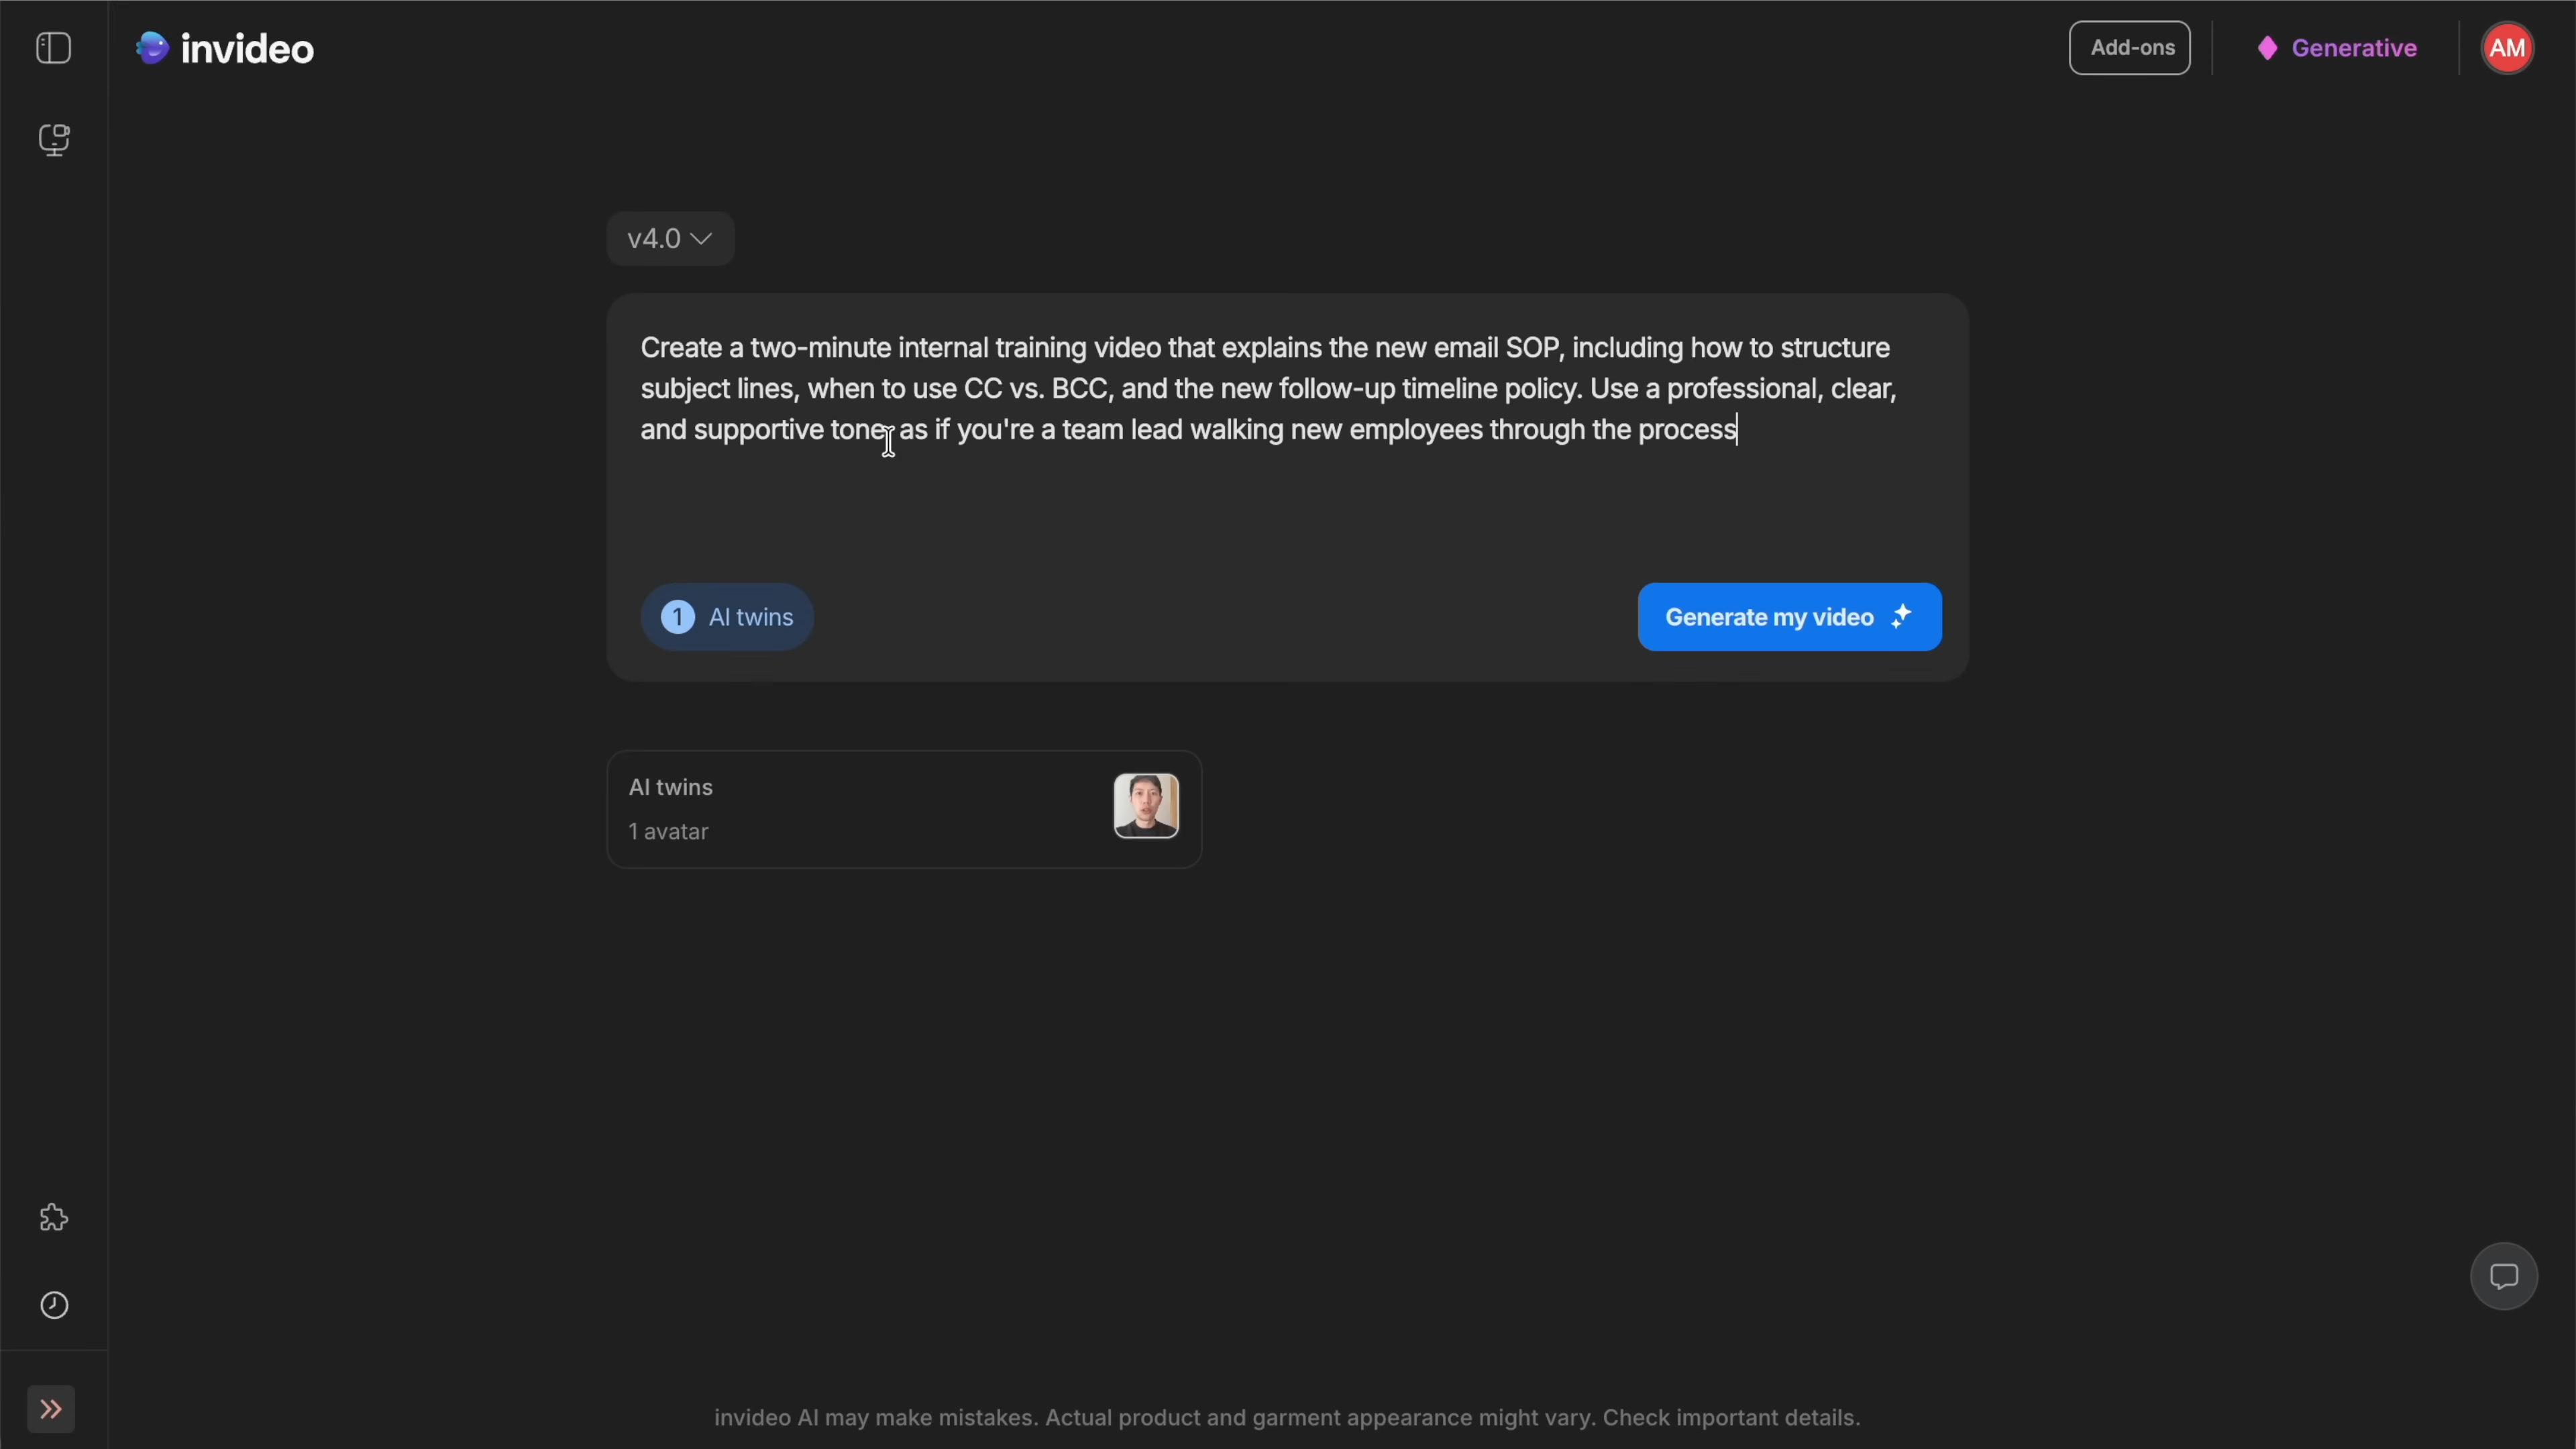 invideo
Add-ons
Generative
AM
v4.0
Create a two-minute internal training video that explains the new email SOP, including how to structure
subject lines, when to use CC vs. BCC, and the new follow-up timeline policy. Use a professional, clear,
and supportive tone, as if you're a team lead walking new employees through the process
1 AI twins
Generate my video
AI twins
1 avatar
invideo AI may make mistakes. Actual product and garment appearance might vary. Check important details.